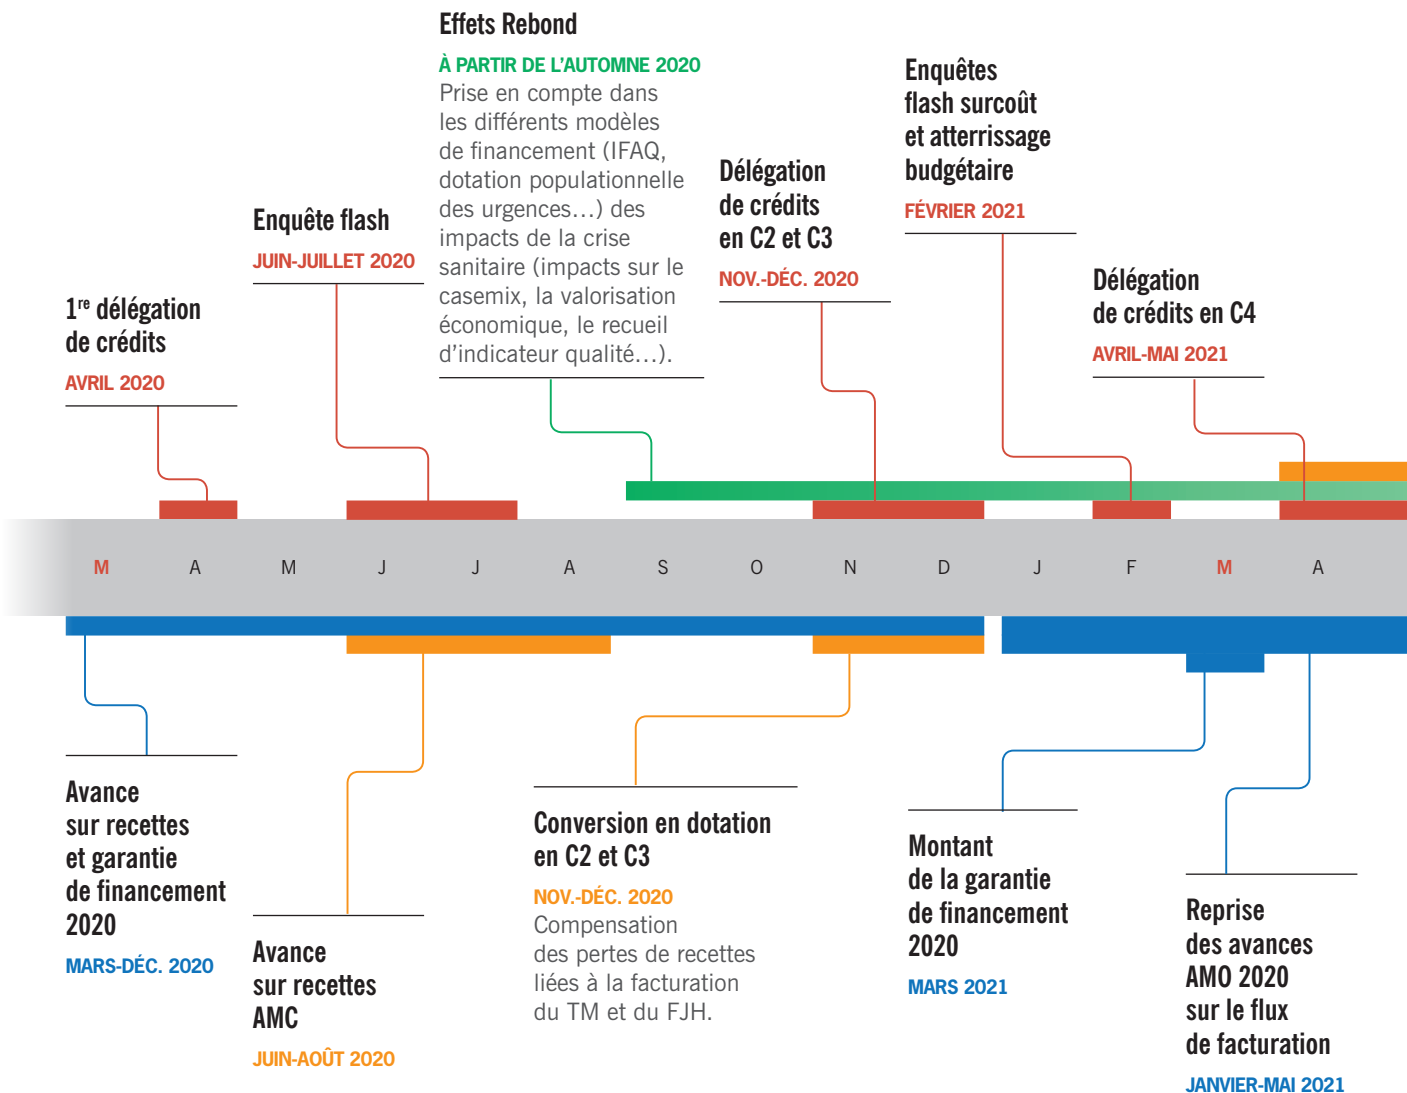 Effets Rebond
À PARTIR DE L’AUTOMNE 2020
Prise en compte dans
les différents modèles
de financement (IFAQ,
dotation populationnelle
des urgences…) des
impacts de la crise
sanitaire (impacts sur le
casemix, la valorisation
économique, le recueil
d’indicateur qualité…).
Enquêtes
flash surcoût
et atterrissage
budgétaire
FÉVRIER 2021
Délégation
de crédits
en C2 et C3
NOV.-DÉC. 2020
Enquête flash
JUIN-JUILLET 2020
Délégation
de crédits en C4
AVRIL-MAI 2021
1re délégation
de crédits
AVRIL 2020
M A M J J A S O N D J F M A
Avance
sur recettes
et garantie
de financement
2020
MARS-DÉC. 2020
Avance
sur recettes
AMC
JUIN-AOÛT 2020
Conversion en dotation
en C2 et C3
NOV.-DÉC. 2020
Compensation
des pertes de recettes
liées à la facturation
du TM et du FJH.
Montant
de la garantie
de financement
2020
MARS 2021
Reprise
des avances
AMO 2020
sur le flux
de facturation
JANVIER-MAI 2021